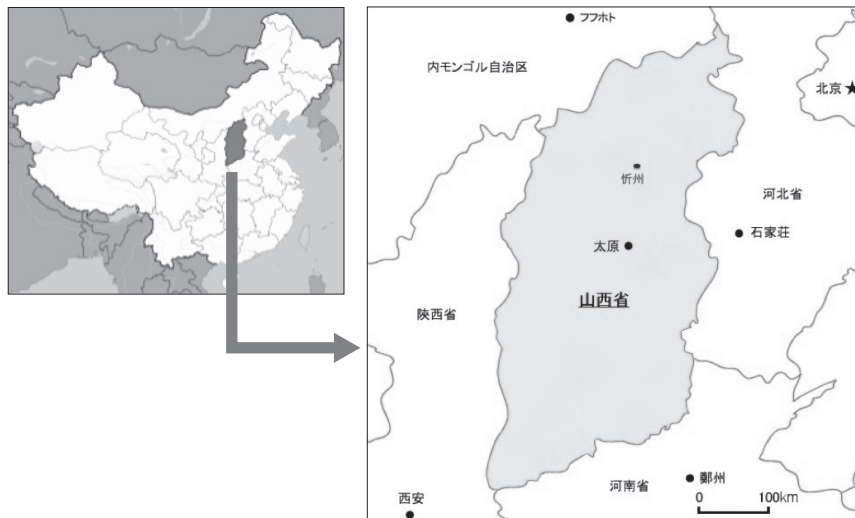 フフホト
内モンゴル自治区
北京
忻州
河北省
石家荘
太原
山西省
陝西省
鄭州
河南省
0 100km
西安